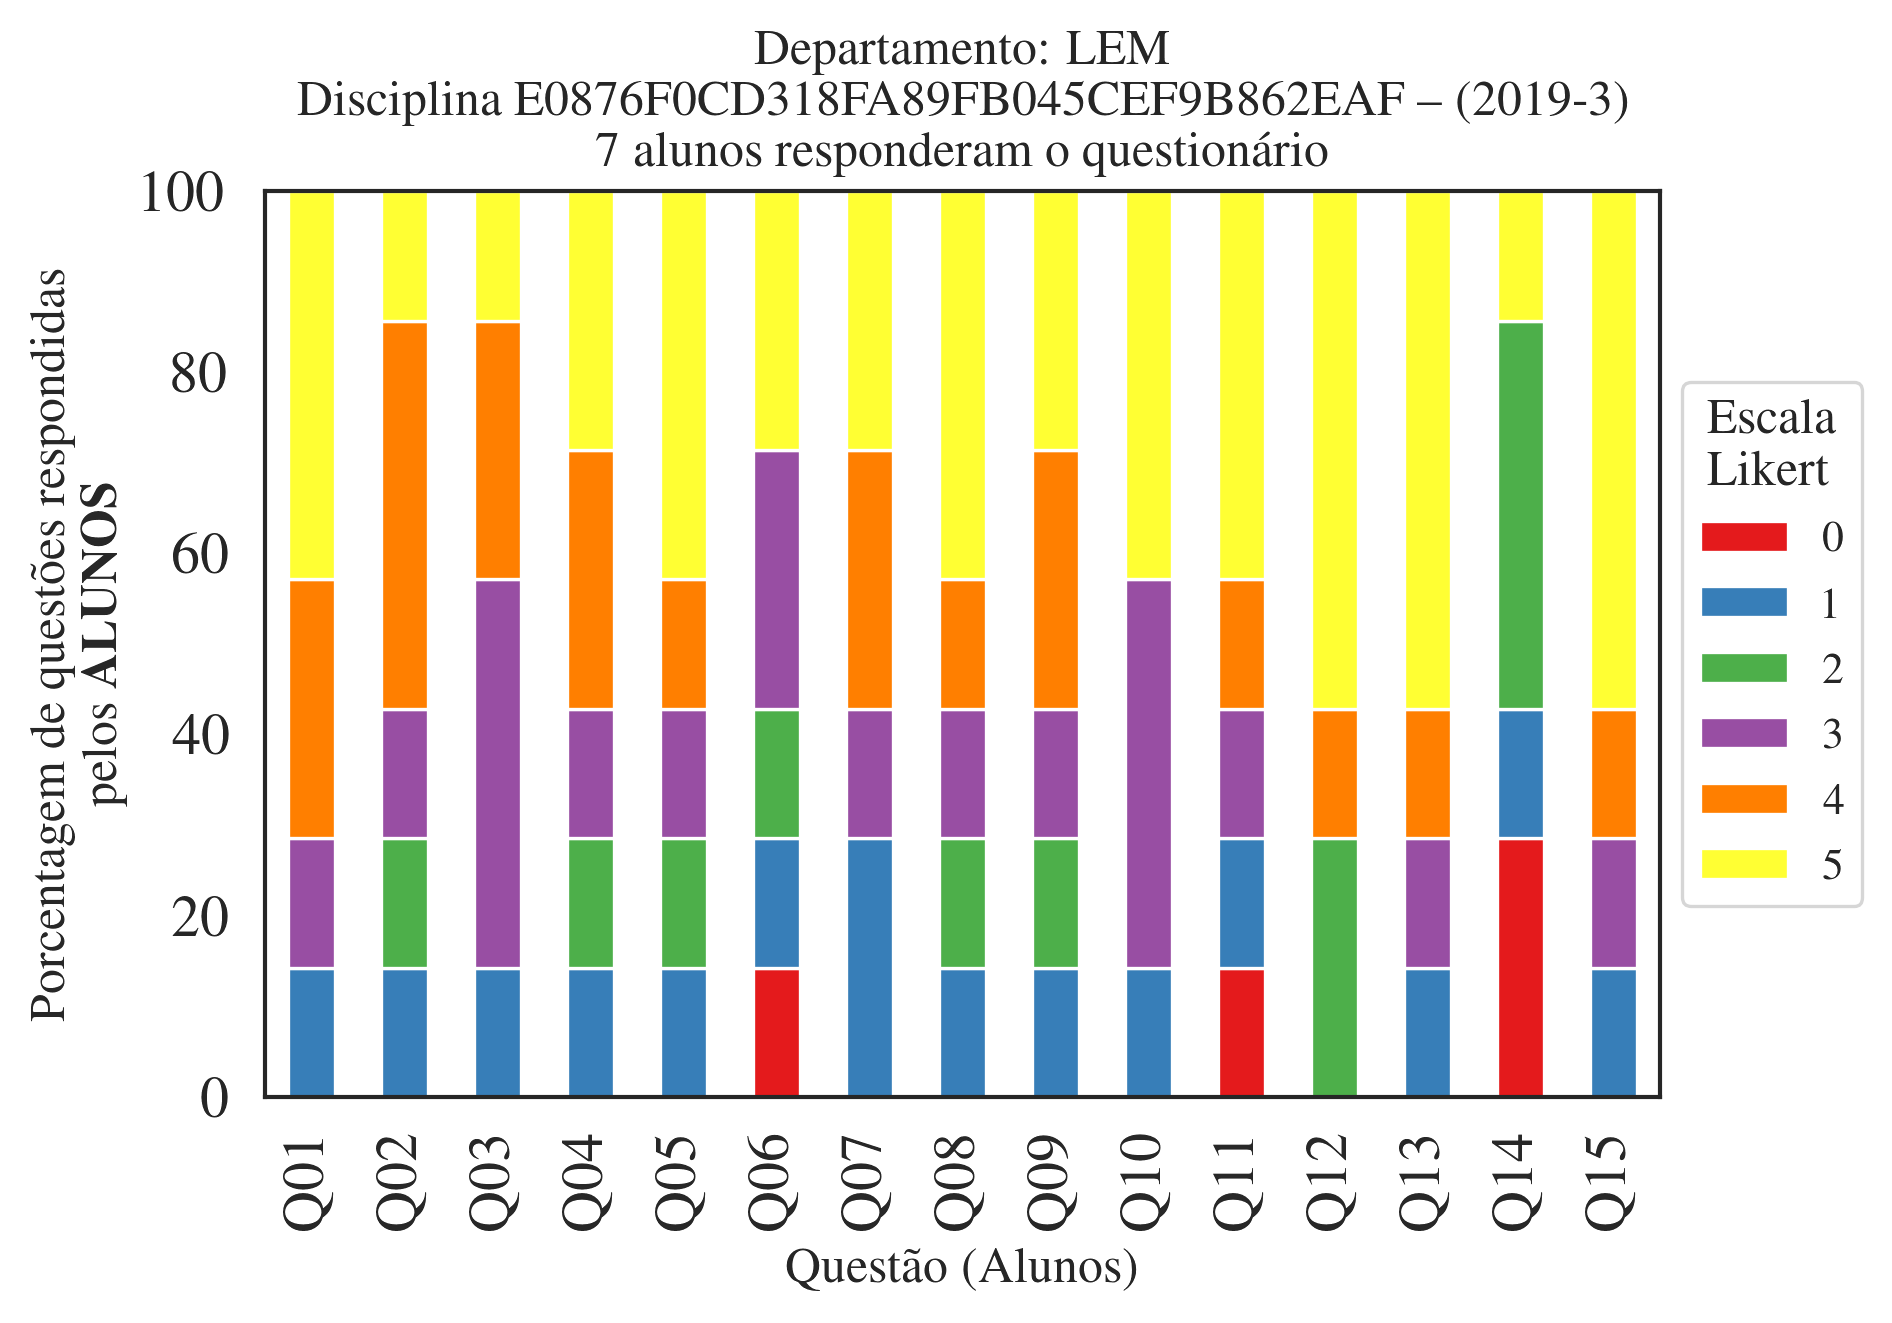 Departamento: LEM
Disciplina E0876F0CD318FA89FB045CEF9B862EAF – (2019-3)
7 alunos responderam o questionário
Porcentagem de questões respondidas
pelos ALUNOS
100
80
60
40
20
0
Q01
Q02
Q03
Q04
Q05
Q06
Q07
Q08
Q09
Q10
Q11
Q12
Q13
Q14
Q15
Questão (Alunos)
Escala
Likert
0
1
2
3
4
5